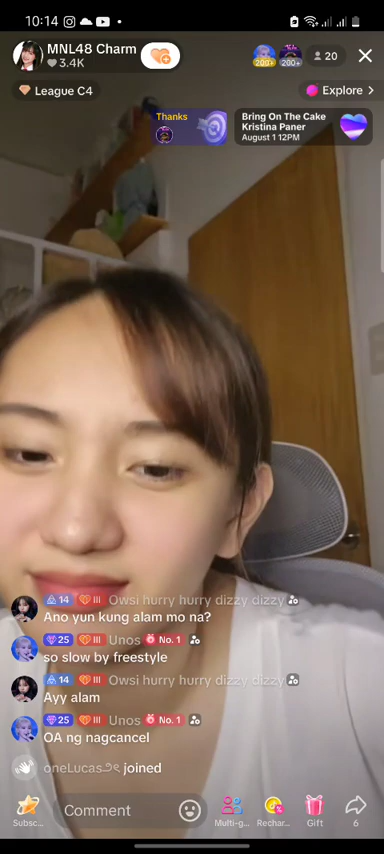 10:14
MNL48 Charm
3.4K
200+
200+
20
League C4
Explore >
Thanks
Bring On The Cake
Kristina Paner
August 1 12PM
14 III Owsi hurry hurry dizzy dizzy
Ano yun kung alam mo na?
25 III Unos No. 1
so slow by freestyle
14 III Owsi hurry hurry dizzy dizzy
Ayy alam
25 III Unos No. 1
OA ng nagcancel
oneLucas joined
Subsc...
Comment
Multi-g...
Rechar...
Gift
6